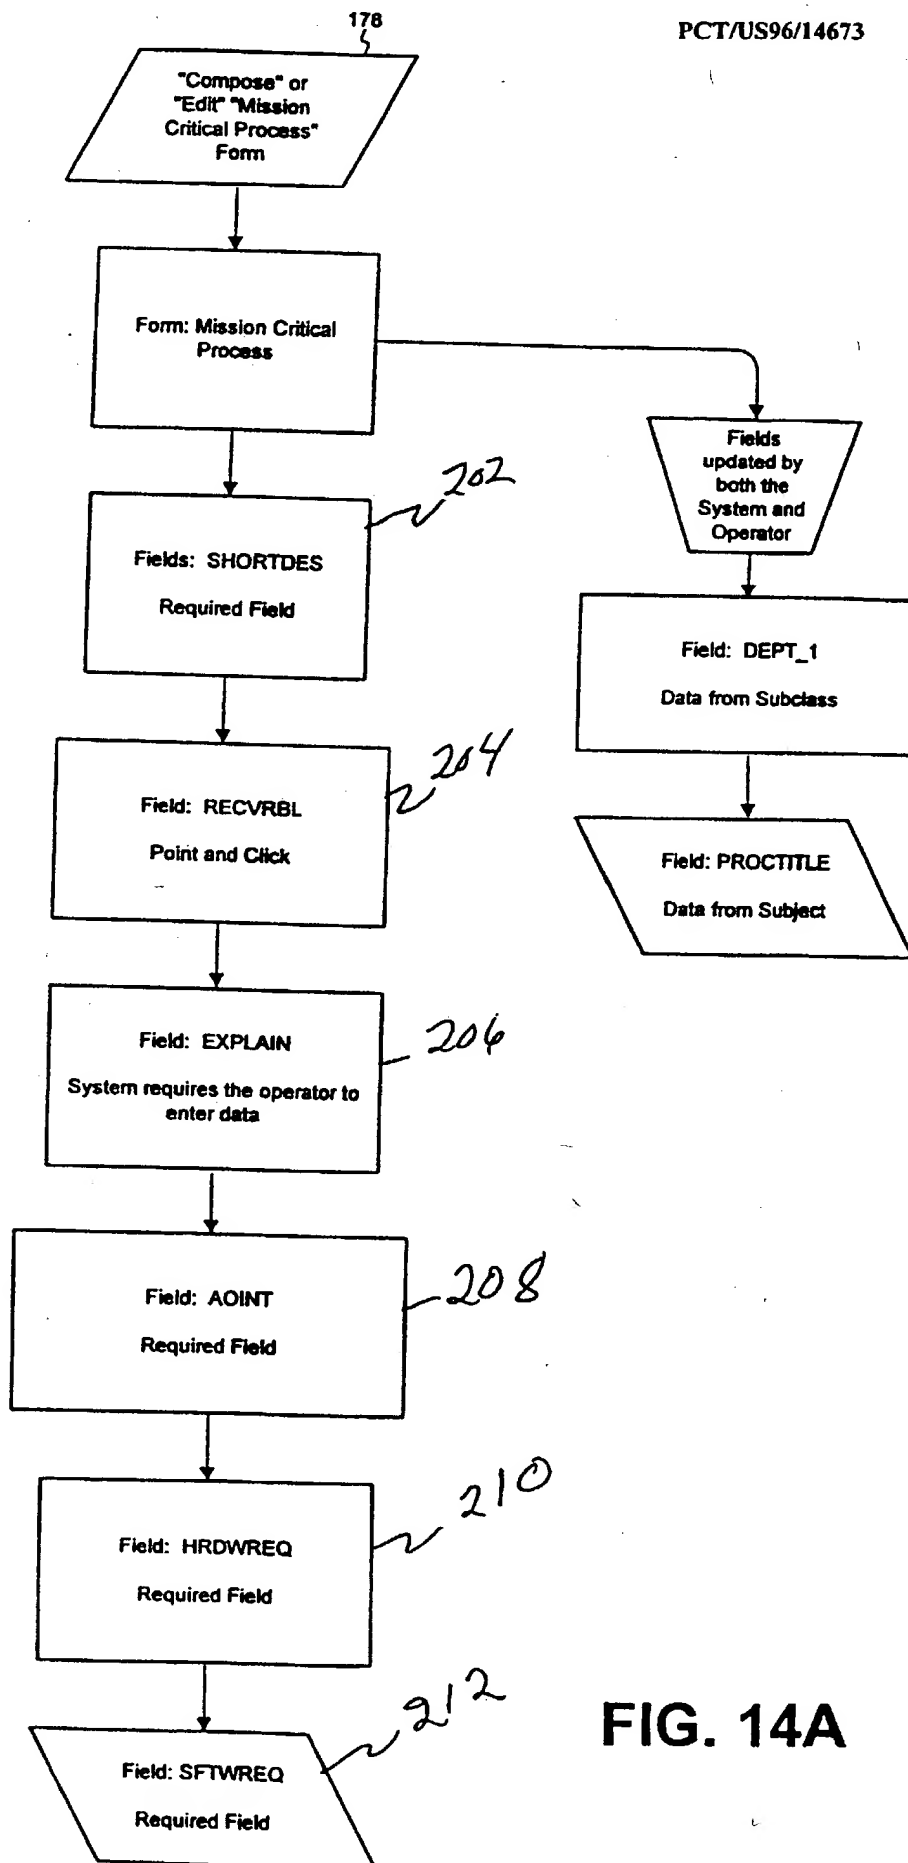 178
PCT/US96/14673
"Compose" or
"Edit" "Mission
Critical Process"
Form
Form: Mission Critical
Process
Fields
updated by
both the
System and
Operator
202
Fields: SHORTDES
Required Field
Field: DEPT_1
Data from Subclass
204
Field: RECVRBL
Point and Click
Field: PROCTITLE
Data from Subject
206
Field: EXPLAIN
System requires the operator to
enter data
208
Field: AOINT
Required Field
210
Field: HRDWREQ
Required Field
212
Field: SFTWREQ
Required Field
FIG. 14A